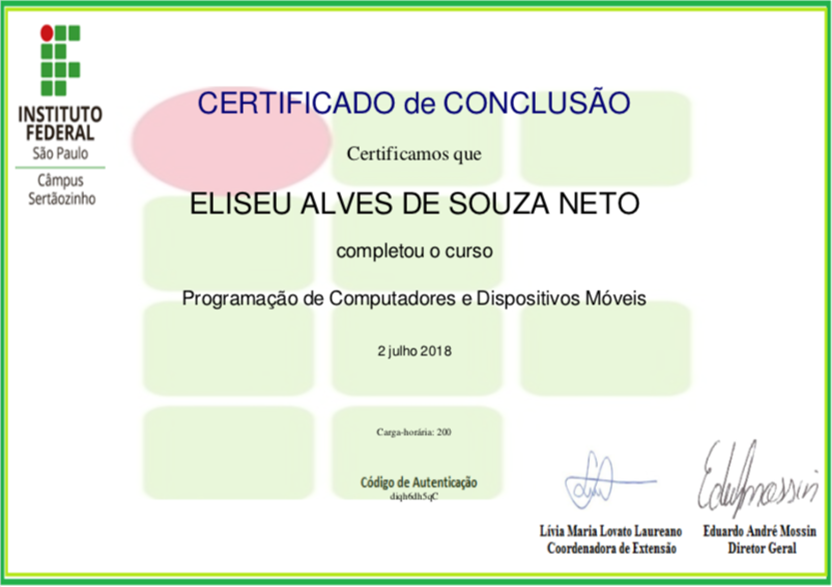 INSTITUTO
FEDERAL
São Paulo
Câmpus
Sertãozinho
CERTIFICADO de CONCLUSÃO
Certificamos que
ELISEU ALVES DE SOUZA NETO
completou o curso
Programação de Computadores e Dispositivos Móveis
2 julho 2018
Carga-horária: 200
Código de Autenticação
diqh6dh5qC
Lívia Maria Lovato Laureano
Coordenadora de Extensão
Eduardo André Mossin
Diretor Geral